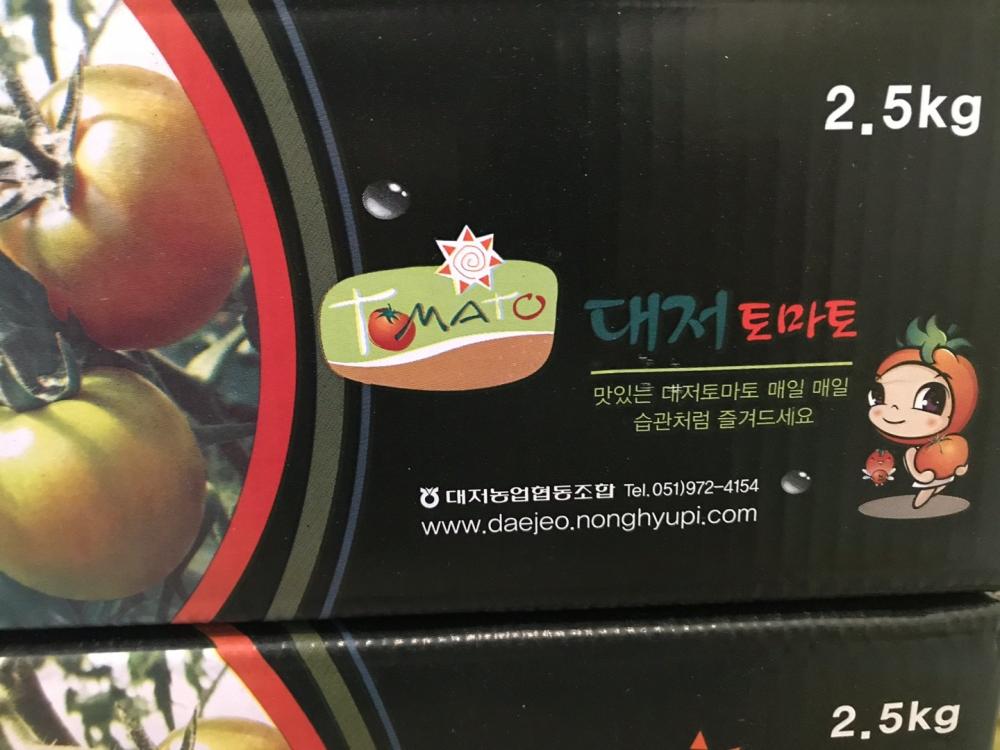 2.5kg
TOMATO
대저 토마토
맛있는 대저토마토 매일 매일
습관처럼 즐겨드세요
대저농업협동조합 Tel.051)972-4154
www.daejeo.nonghyupi.com
2.5kg